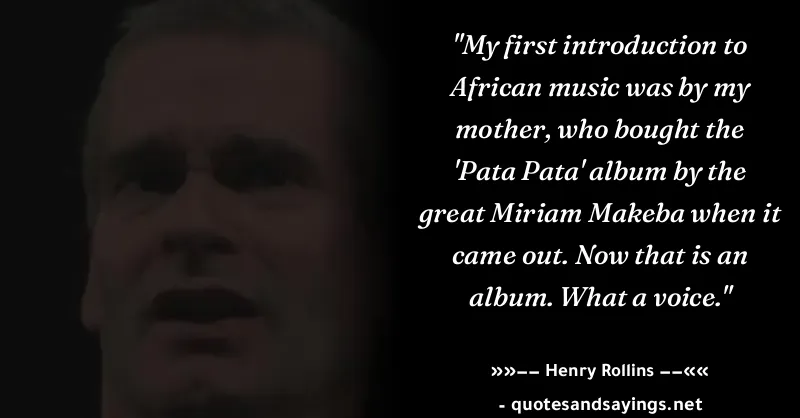 "My first introduction to
African music was by my
mother, who bought the
'Pata Pata' album by the
great Miriam Makeba when it
came out. Now that is an
album. What a voice."
»»–– Henry Rollins ––««
- quotesandsayings.net